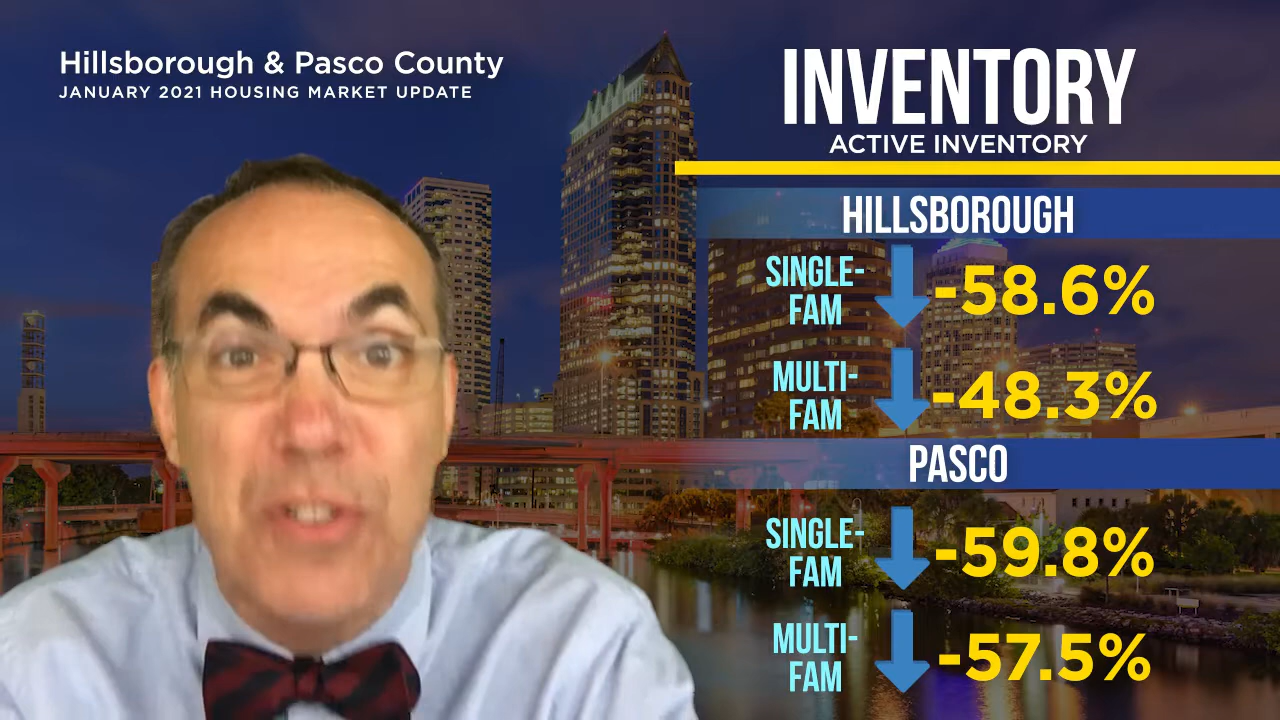 Hillsborough & Pasco County
JANUARY 2021 HOUSING MARKET UPDATE
INVENTORY
ACTIVE INVENTORY
HILLSBOROUGH
SINGLE-
FAM
-58.6%
MULTI-
FAM
-48.3%
PASCO
SINGLE-
FAM
-59.8%
MULTI-
FAM
-57.5%